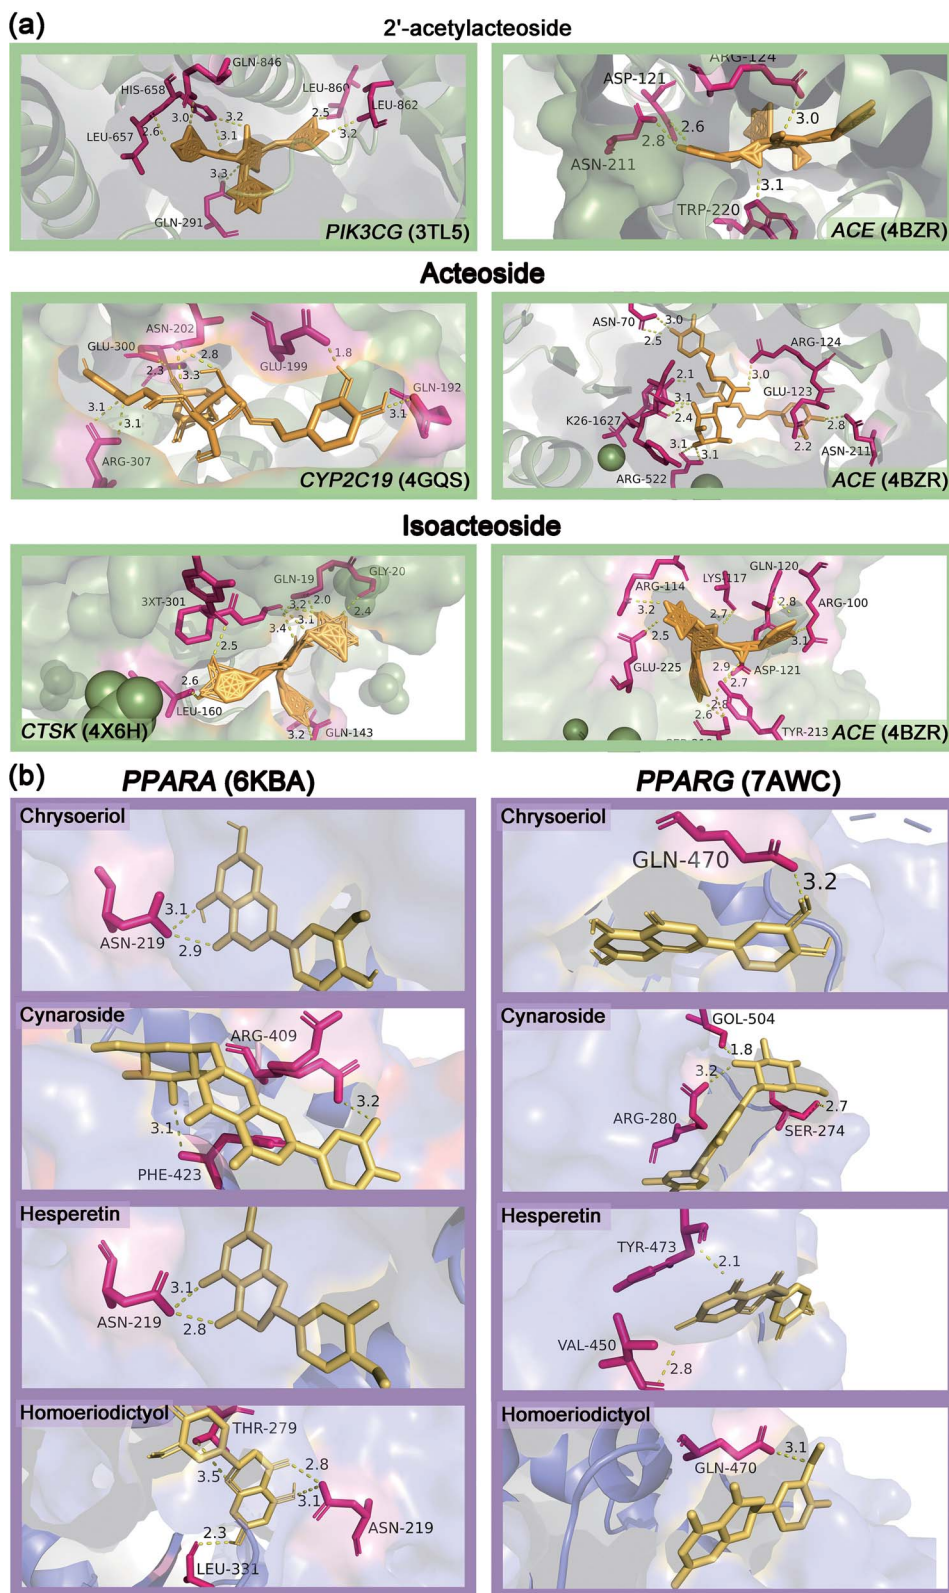 (a)
2'-acetylacteoside
GLN-846
HIS-658
LEU-860
LEU-862
LEU-657
2.6
3.0
3.2
3.1
2.5
3.2
3.3
GLN-291
PIK3CG (3TL5)
ARG-124
ASP-121
3.0
2.6
2.8
ASN-211
3.1
TRP-220
ACE (4BZR)
Acteoside
ASN-202
GLU-300
2.8
2.3
3.3
GLU-199
1.8
GLN-192
3.1
3.1
3.1
ARG-307
CYP2C19 (4GQS)
3.0
ASN-70
2.5
ARG-124
2.1
3.0
3.1
GLU-123
2.4
K26-1627
2.8
3.1
3.1
2.2
ASN-211
ARG-522
ACE (4BZR)
Isoacteoside
GLN-19
GLY-20
3XT-301
3.2
2.0
2.4
3.4
3.1
2.5
2.6
LEU-160
3.2
GLN-143
CTSK (4X6H)
GLN-120
LYS-117
ARG-114
2.8
ARG-100
3.2
2.7
2.5
3.1
GLU-225
2.9
ASP-121
2.7
2.8
2.6
TYR-213
ACE (4BZR)
(b)
PPARA (6KBA)
PPARG (7AWC)
Chrysoeriol
3.1
ASN-219
2.9
Chrysoeriol
GLN-470
3.2
Cynaroside
ARG-409
3.2
3.1
PHE-423
Cynaroside
GOL-504
1.8
3.2
ARG-280
2.7
SER-274
Hesperetin
3.1
ASN-219
2.8
Hesperetin
TYR-473
2.1
VAL-450
2.8
Homoeriodictyol
THR-279
2.8
3.5
3.1
ASN-219
2.3
LEU-331
Homoeriodictyol
3.1
GLN-470